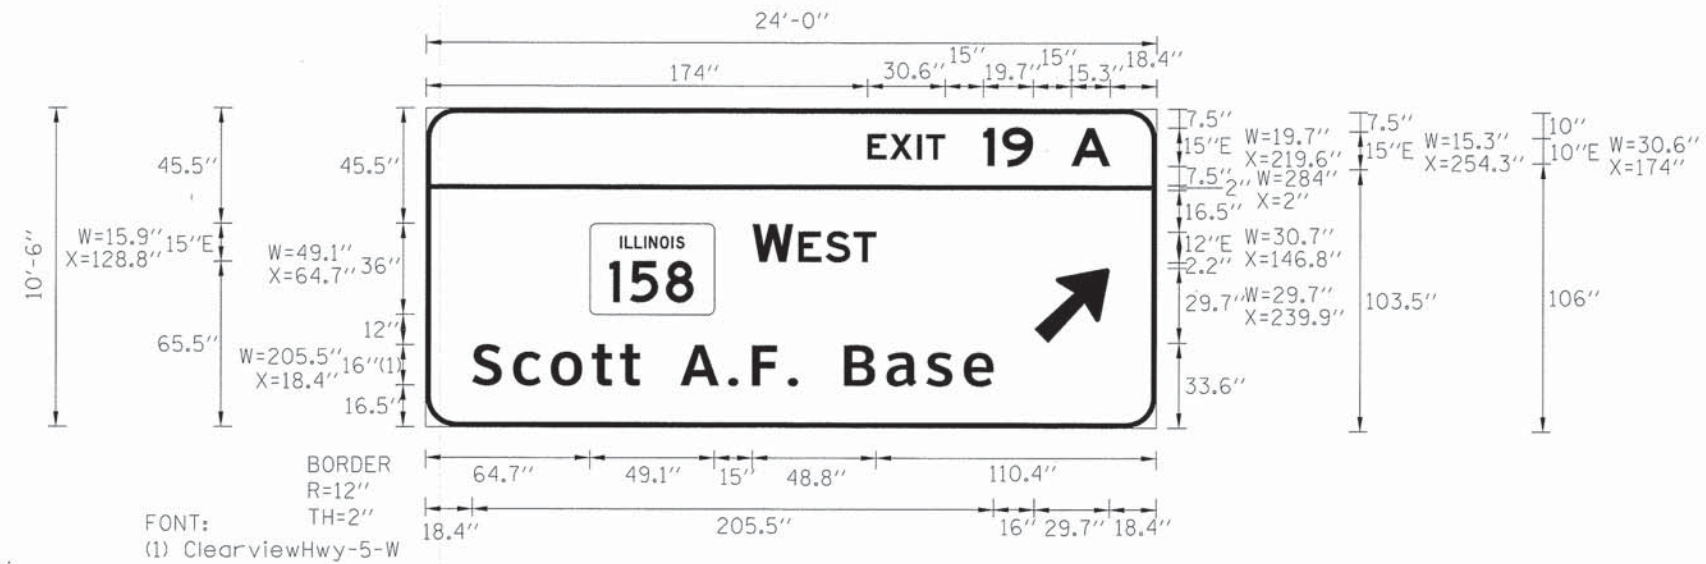 24'-0"
15" 15" 18.4"
174" 30.6" 19.7" 15.3"
EXIT 19 A
7.5" 7.5" 10"
15"E W=19.7" X=219.6" 15"E W=15.3" X=254.3" 10"E W=30.6" X=174"
7.5" 2" W=284" X=2"
16.5"
45.5" 45.5"
10'-6"
W=15.9" X=128.8" 15"E
W=49.1" X=64.7" 36"
ILLINOIS
158
WEST
12"E W=30.7" X=146.8"
2.2"
29.7" W=29.7" X=239.9"
103.5" 106"
65.5"
12"
W=205.5" X=18.4" 16"(1)
16.5"
Scott A.F. Base
33.6"
BORDER
R=12"
TH=2"
64.7" 49.1" 15" 48.8" 110.4"
18.4" 205.5" 16" 29.7" 18.4"
FONT:
(1) ClearviewHwy-5-W